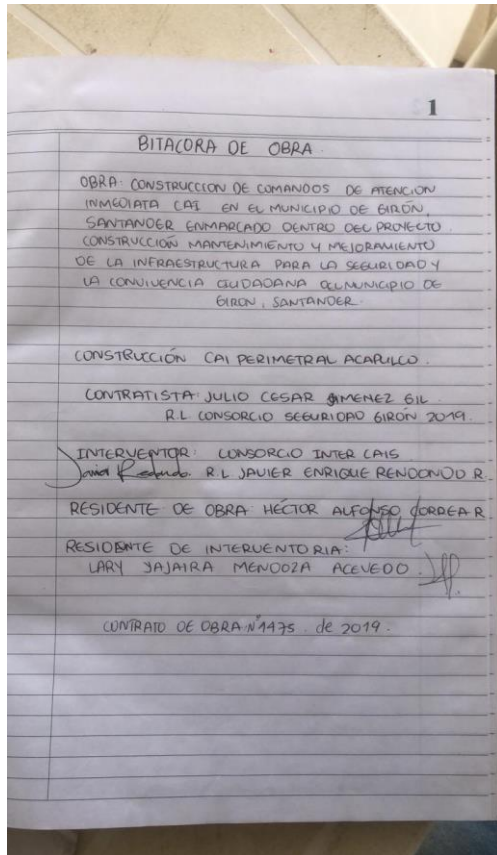 1
BITACORA DE OBRA.
OBRA: CONSTRUCCION DE COMANDOS DE ATENCION
INMEDIATA CAI EN EL MUNICIPIO DE GIRÓN,
SANTANDER ENMARCADO DENTRO DEL PROYECTO.
CONSTRUCCIÓN MANTENIMIENTO Y MEJORAMIENTO
DE LA INFRAESTRUCTURA PARA LA SEGURIDAD Y
LA CONVIVENCIA CIUDADANA DEL MUNICIPIO DE
GIRON, SANTANDER.
CONSTRUCCIÓN CAI PERIMETRAL ACAPULCO.
CONTRATISTA: JULIO CESAR JIMENEZ GIL.
R.L CONSORCIO SEGURIDAD GIRÓN 2019.
INTERVENTOR: CONSORCIO INTER CAIS
R.L JAVIER ENRIQUE R.
RESIDENTE DE OBRA: HÉCTOR ALFONSO CORREA R
RESIDENTE DE INTERVENTORIA:
LARY YAJAIRA MENDOZA ACEVEDO.
CONTRATO DE OBRA Nº1475. de 2019.